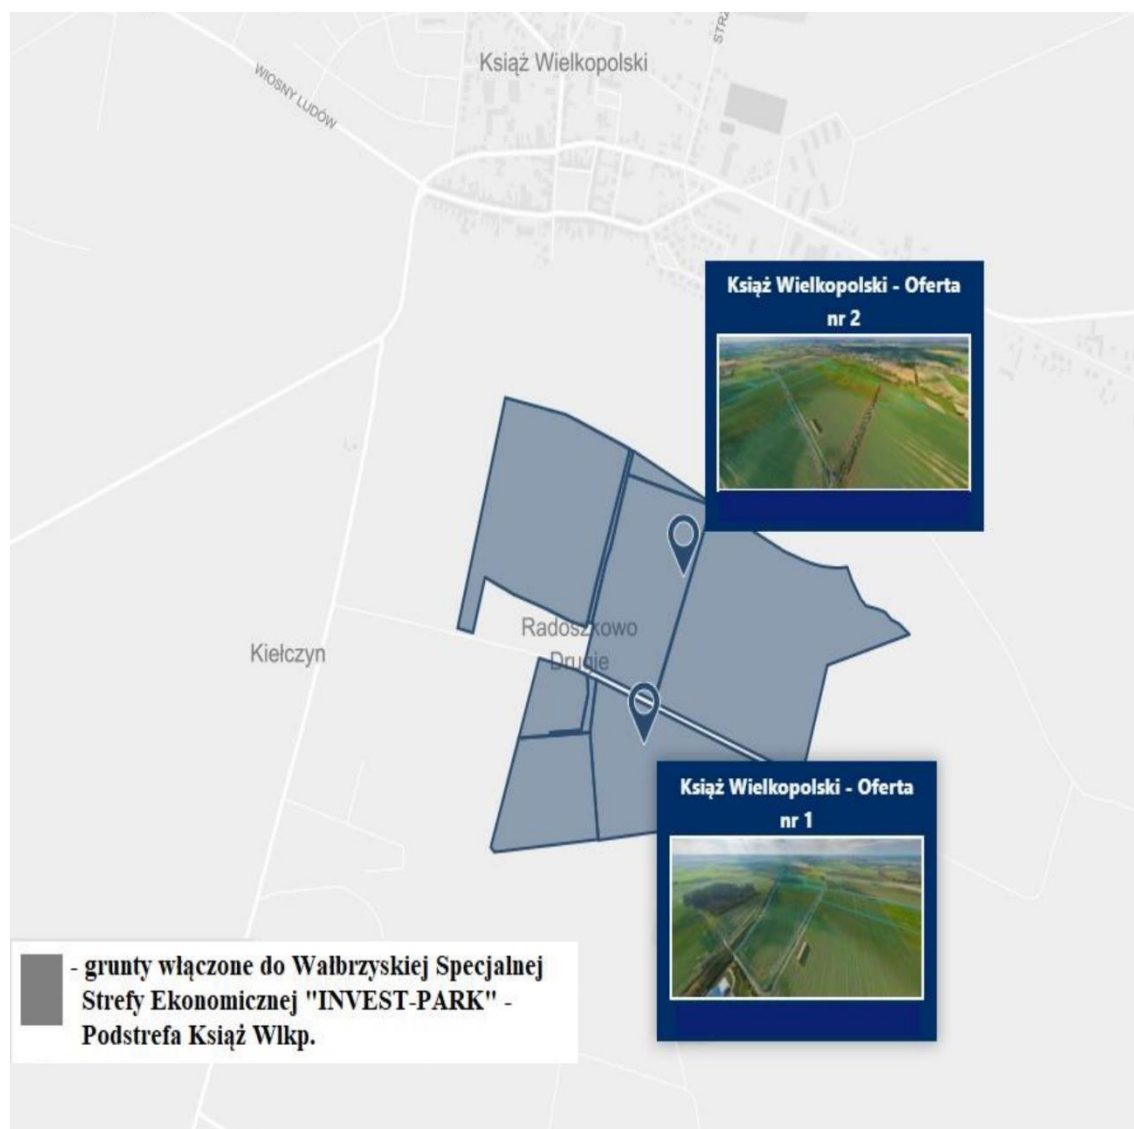 Książ Wielkopolski
STRZ
WIOSNY LUDÓW
Książ Wielkopolski - Oferta
nr 2
Radoszkowo
Drugie
Kiełczyn
Książ Wielkopolski - Oferta
nr 1
- grunty włączone do Wałbrzyskiej Specjalnej
Strefy Ekonomicznej "INVEST-PARK" -
Podstrefa Książ Wlkp.